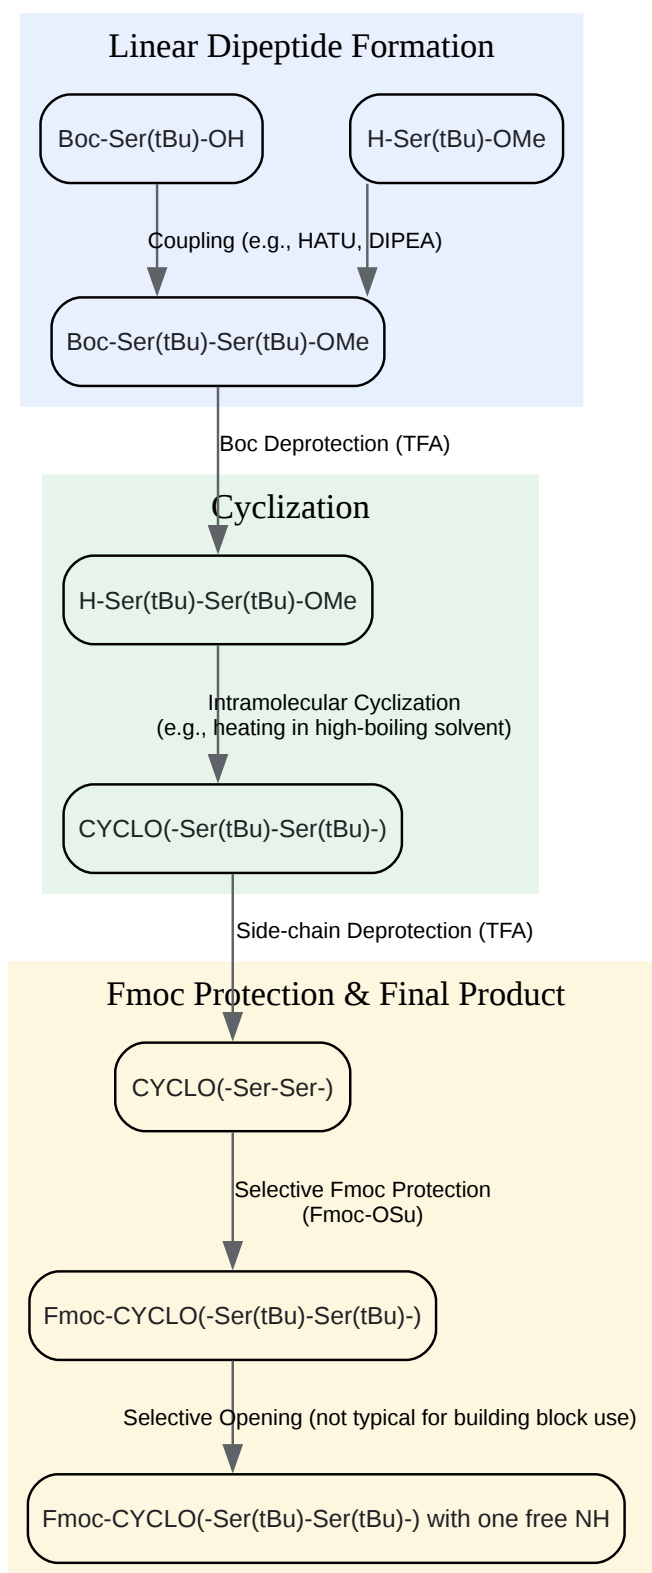 Linear Dipeptide Formation
Boc-Ser(tBu)-OH
H-Ser(tBu)-OMe
Coupling (e.g., HATU, DIPEA)
Boc-Ser(tBu)-Ser(tBu)-OMe
Boc Deprotection (TFA)
Cyclization
H-Ser(tBu)-Ser(tBu)-OMe
Intramolecular Cyclization
(e.g., heating in high-boiling solvent)
CYCLO(-Ser(tBu)-Ser(tBu)-)
Side-chain Deprotection (TFA)
Fmoc Protection & Final Product
CYCLO(-Ser-Ser-)
Selective Fmoc Protection
(Fmoc-OSu)
Fmoc-CYCLO(-Ser(tBu)-Ser(tBu)-)
Selective Opening (not typical for building block use)
Fmoc-CYCLO(-Ser(tBu)-Ser(tBu)-) with one free NH